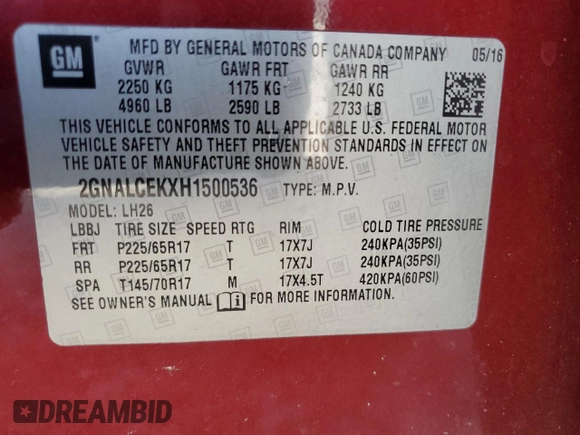 GM
MFD BY GENERAL MOTORS OF CANADA COMPANY 05/16
GVWR GAWR FRT GAWR RR
2250 KG 1175 KG 1240 KG
4960 LB 2590 LB 2733 LB
THIS VEHICLE CONFORMS TO ALL APPLICABLE U.S. FEDERAL MOTOR
VEHICLE SAFETY AND THEFT PREVENTION STANDARDS IN EFFECT ON
THE DATE OF MANUFACTURE SHOWN ABOVE.
2GNALCEKXH1500536 TYPE: M.P.V.
MODEL: LH26
LBBJ TIRE SIZE SPEED RTG RIM COLD TIRE PRESSURE
FRT P225/65R17 T 17X7J 240KPA(35PSI)
RR P225/65R17 T 17X7J 240KPA(35PSI)
SPA T145/70R17 M 17X4.5T 420KPA(60PSI)
SEE OWNER'S MANUAL FOR MORE INFORMATION.
DREAMBID